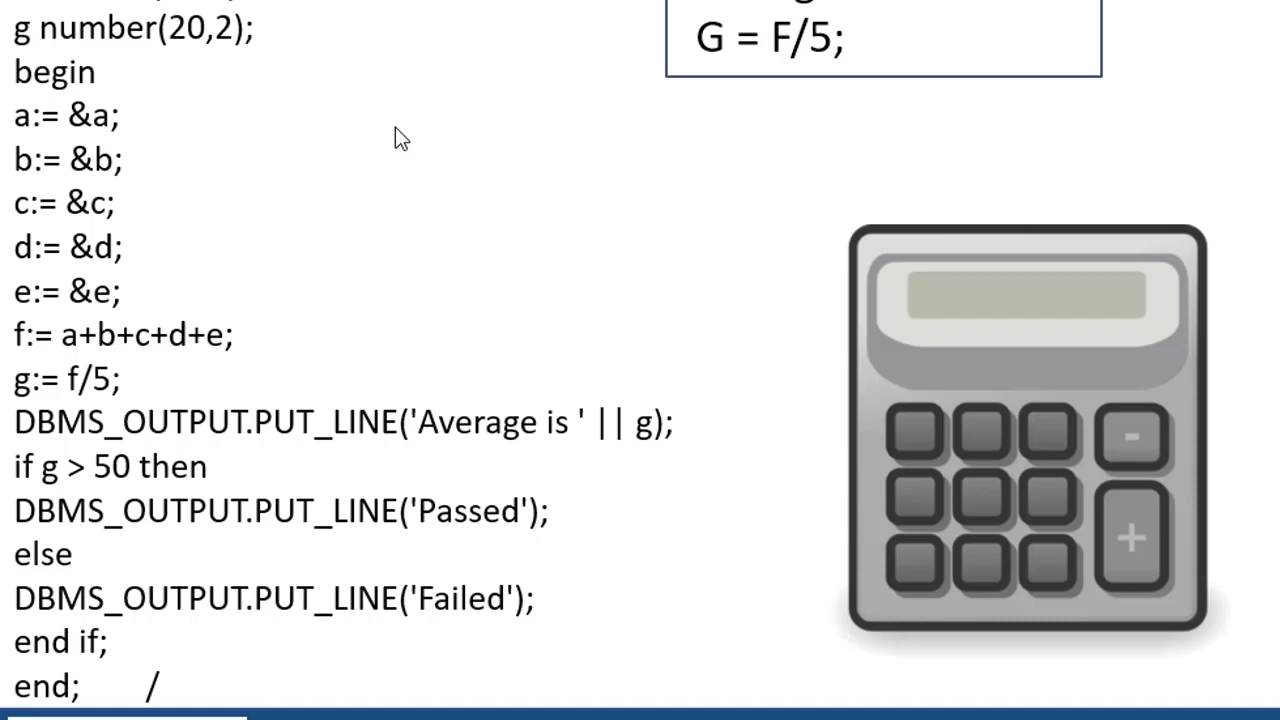 g number(20,2);
G = F/5;
begin
a:= &a;
b:= &b;
c:= &c;
d:= &d;
e:= &e;
f:= a+b+c+d+e;
g:= f/5;
DBMS_OUTPUT.PUT_LINE('Average is ' || g);
if g > 50 then
DBMS_OUTPUT.PUT_LINE('Passed');
else
DBMS_OUTPUT.PUT_LINE('Failed');
end if;
end; /
-
+